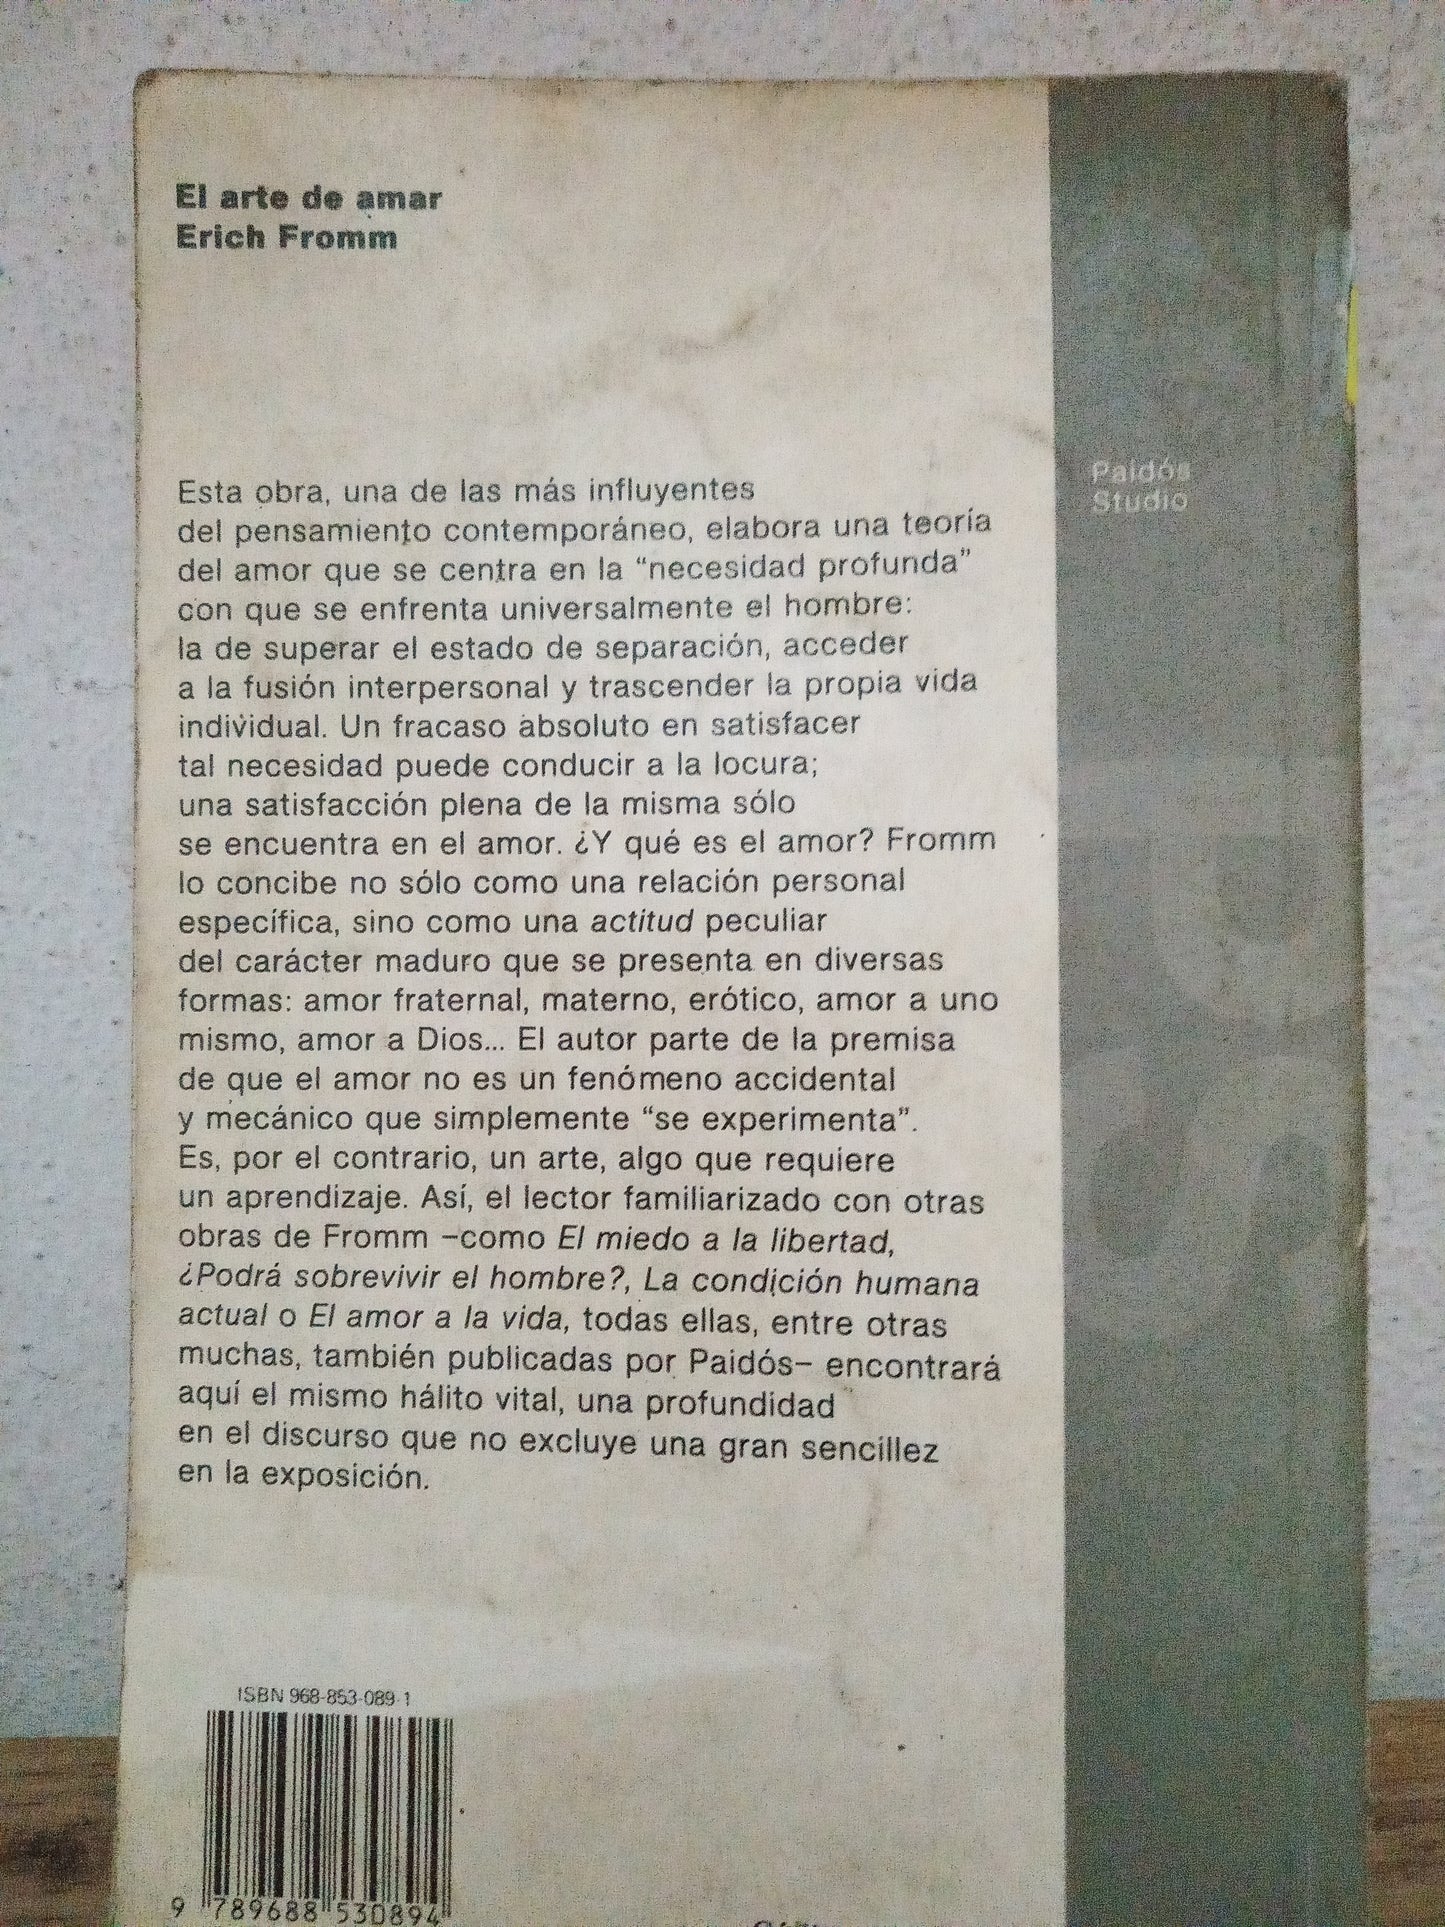 El arte de amar
Erich Fromm
Esta obra, una de las más influyentes
del pensamiento contemporáneo, elabora una teoría
del amor que se centra en la “necesidad profunda”
con que se enfrenta universalmente el hombre:
la de superar el estado de separación, acceder
a la fusión interpersonal y trascender la propia vida
individual. Un fracaso absoluto en satisfacer
tal necesidad puede conducir a la locura;
una satisfacción plena de la misma sólo
se encuentra en el amor. ¿Y qué es el amor? Fromm
lo concibe no sólo como una relación personal
específica, sino como una actitud peculiar
del carácter maduro que se presenta en diversas
formas: amor fraternal, materno, erótico, amor a uno
mismo, amor a Dios... El autor parte de la premisa
de que el amor no es un fenómeno accidental
y mecánico que simplemente “se experimenta”.
Es, por el contrario, un arte, algo que requiere
un aprendizaje. Así, el lector familiarizado con otras
obras de Fromm –como El miedo a la libertad,
¿Podrá sobrevivir el hombre?, La condición humana
actual o El amor a la vida, todas ellas, entre otras
muchas, también publicadas por Paidós– encontrará
aquí el mismo hálito vital, una profundidad
en el discurso que no excluye una gran sencillez
en la exposición.
Paidós
Studio
ISBN 968-853-089-1
9 789688 530894